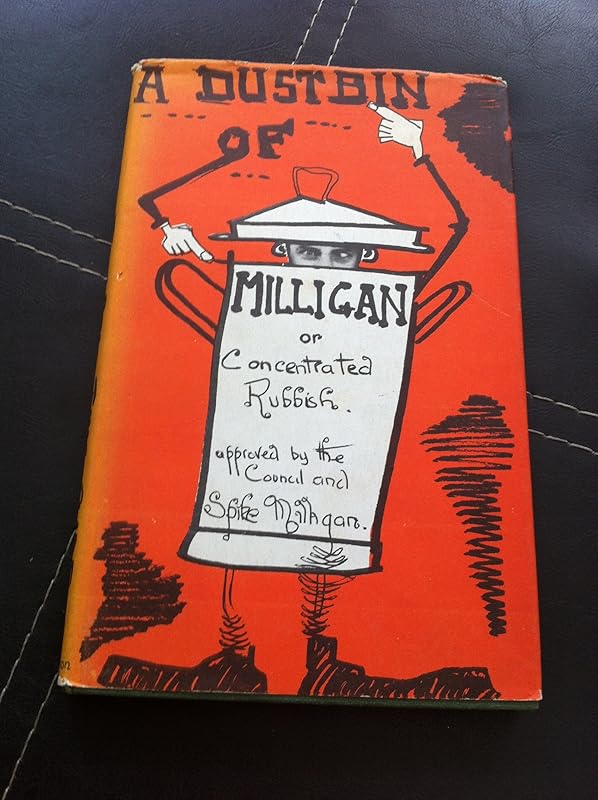 A DUSTBIN
OF
MILLIGAN
or
Concentrated
Rubbish.
approved by the
Council and
Spike Milligan.